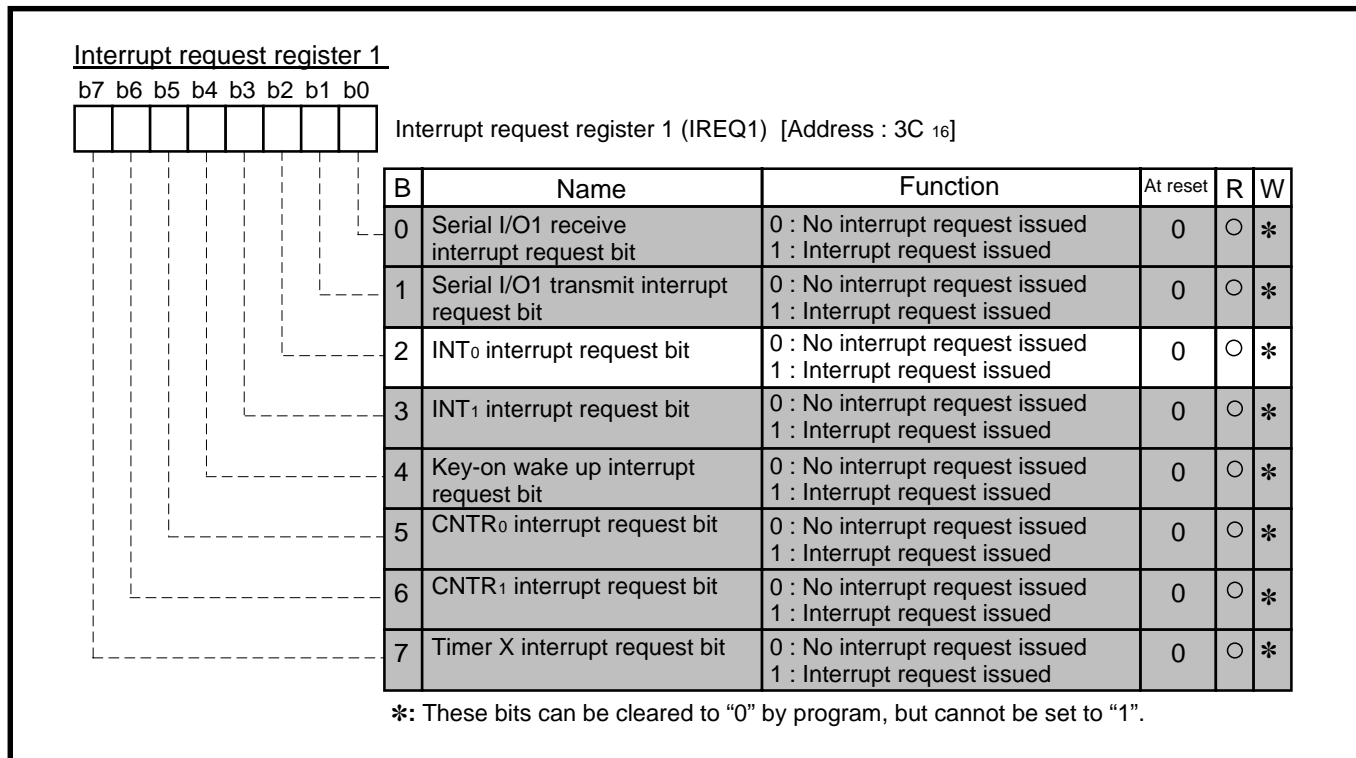 Interrupt request register 1
b7 b6 b5 b4 b3 b2 b1 b0
Interrupt request register 1 (IREQ1) [Address : 3C 16]
B Name Function At reset R W
0 Serial I/O1 receive interrupt request bit 0 : No interrupt request issued 0 ○ ✻
1 : Interrupt request issued
1 Serial I/O1 transmit interrupt request bit 0 : No interrupt request issued 0 ○ ✻
1 : Interrupt request issued
2 INT0 interrupt request bit 0 : No interrupt request issued 0 ○ ✻
1 : Interrupt request issued
3 INT1 interrupt request bit 0 : No interrupt request issued 0 ○ ✻
1 : Interrupt request issued
4 Key-on wake up interrupt request bit 0 : No interrupt request issued 0 ○ ✻
1 : Interrupt request issued
5 CNTR0 interrupt request bit 0 : No interrupt request issued 0 ○ ✻
1 : Interrupt request issued
6 CNTR1 interrupt request bit 0 : No interrupt request issued 0 ○ ✻
1 : Interrupt request issued
7 Timer X interrupt request bit 0 : No interrupt request issued 0 ○ ✻
1 : Interrupt request issued
✻: These bits can be cleared to “0” by program, but cannot be set to “1”.